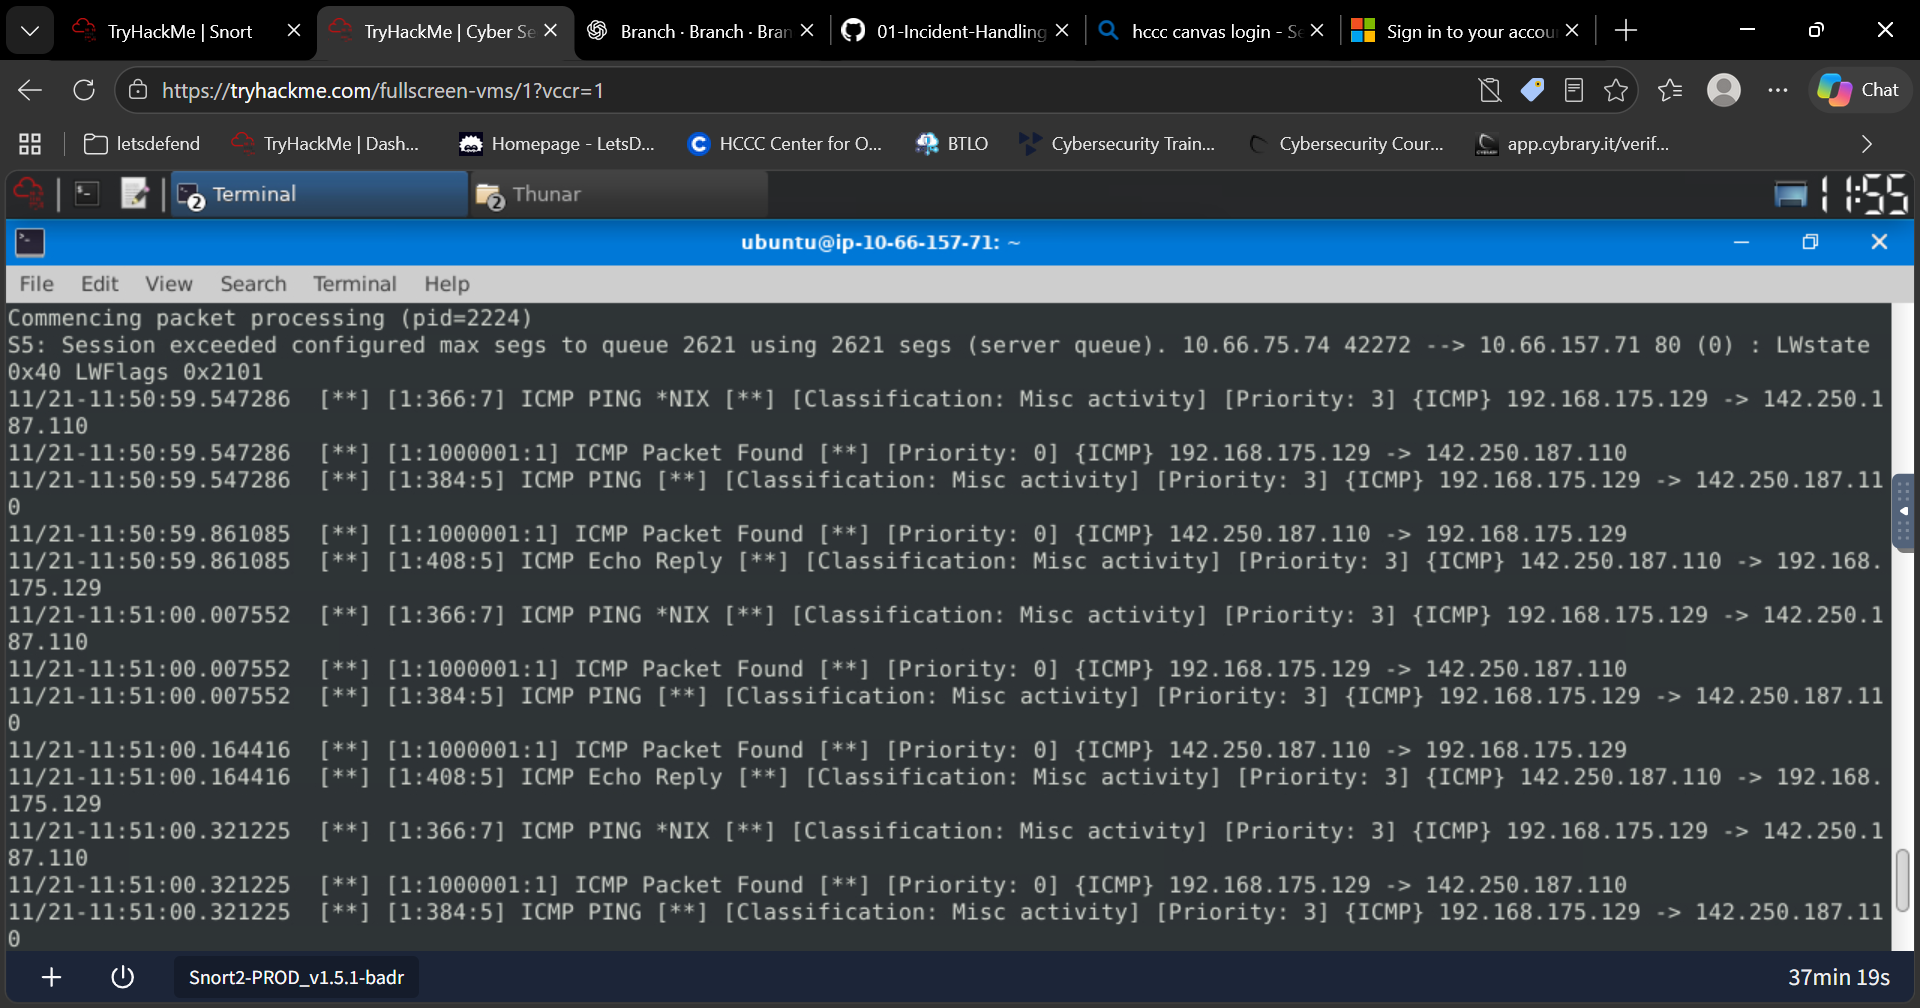 TryHackMe | Snort
TryHackMe | Cyber Se
Branch · Branch · Bran
01-Incident-Handling
hccc canvas login - Se
Sign in to your accou
https://tryhackme.com/fullscreen-vms/1?vccr=1
Chat
letsdefend
TryHackMe | Dash...
Homepage - LetsD...
HCCC Center for O...
BTLO
Cybersecurity Train...
Cybersecurity Cour...
app.cybrary.it/verif...
2 Terminal
2 Thunar
11:55
ubuntu@ip-10-66-157-71: ~
File Edit View Search Terminal Help
Commencing packet processing (pid=2224)
S5: Session exceeded configured max segs to queue 2621 using 2621 segs (server queue). 10.66.75.74 42272 --> 10.66.157.71 80 (0) : LWstate
0x40 LWFlags 0x2101
11/21-11:50:59.547286  [**] [1:366:7] ICMP PING *NIX [**] [Classification: Misc activity] [Priority: 3] {ICMP} 192.168.175.129 -> 142.250.1
87.110
11/21-11:50:59.547286  [**] [1:1000001:1] ICMP Packet Found [**] [Priority: 0] {ICMP} 192.168.175.129 -> 142.250.187.110
11/21-11:50:59.547286  [**] [1:384:5] ICMP PING [**] [Classification: Misc activity] [Priority: 3] {ICMP} 192.168.175.129 -> 142.250.187.11
0
11/21-11:50:59.861085  [**] [1:1000001:1] ICMP Packet Found [**] [Priority: 0] {ICMP} 142.250.187.110 -> 192.168.175.129
11/21-11:50:59.861085  [**] [1:408:5] ICMP Echo Reply [**] [Classification: Misc activity] [Priority: 3] {ICMP} 142.250.187.110 -> 192.168.
175.129
11/21-11:51:00.007552  [**] [1:366:7] ICMP PING *NIX [**] [Classification: Misc activity] [Priority: 3] {ICMP} 192.168.175.129 -> 142.250.1
87.110
11/21-11:51:00.007552  [**] [1:1000001:1] ICMP Packet Found [**] [Priority: 0] {ICMP} 192.168.175.129 -> 142.250.187.110
11/21-11:51:00.007552  [**] [1:384:5] ICMP PING [**] [Classification: Misc activity] [Priority: 3] {ICMP} 192.168.175.129 -> 142.250.187.11
0
11/21-11:51:00.164416  [**] [1:1000001:1] ICMP Packet Found [**] [Priority: 0] {ICMP} 142.250.187.110 -> 192.168.175.129
11/21-11:51:00.164416  [**] [1:408:5] ICMP Echo Reply [**] [Classification: Misc activity] [Priority: 3] {ICMP} 142.250.187.110 -> 192.168.
175.129
11/21-11:51:00.321225  [**] [1:366:7] ICMP PING *NIX [**] [Classification: Misc activity] [Priority: 3] {ICMP} 192.168.175.129 -> 142.250.1
87.110
11/21-11:51:00.321225  [**] [1:1000001:1] ICMP Packet Found [**] [Priority: 0] {ICMP} 192.168.175.129 -> 142.250.187.110
11/21-11:51:00.321225  [**] [1:384:5] ICMP PING [**] [Classification: Misc activity] [Priority: 3] {ICMP} 192.168.175.129 -> 142.250.187.11
0
Snort2-PROD_v1.5.1-badr
37min 19s